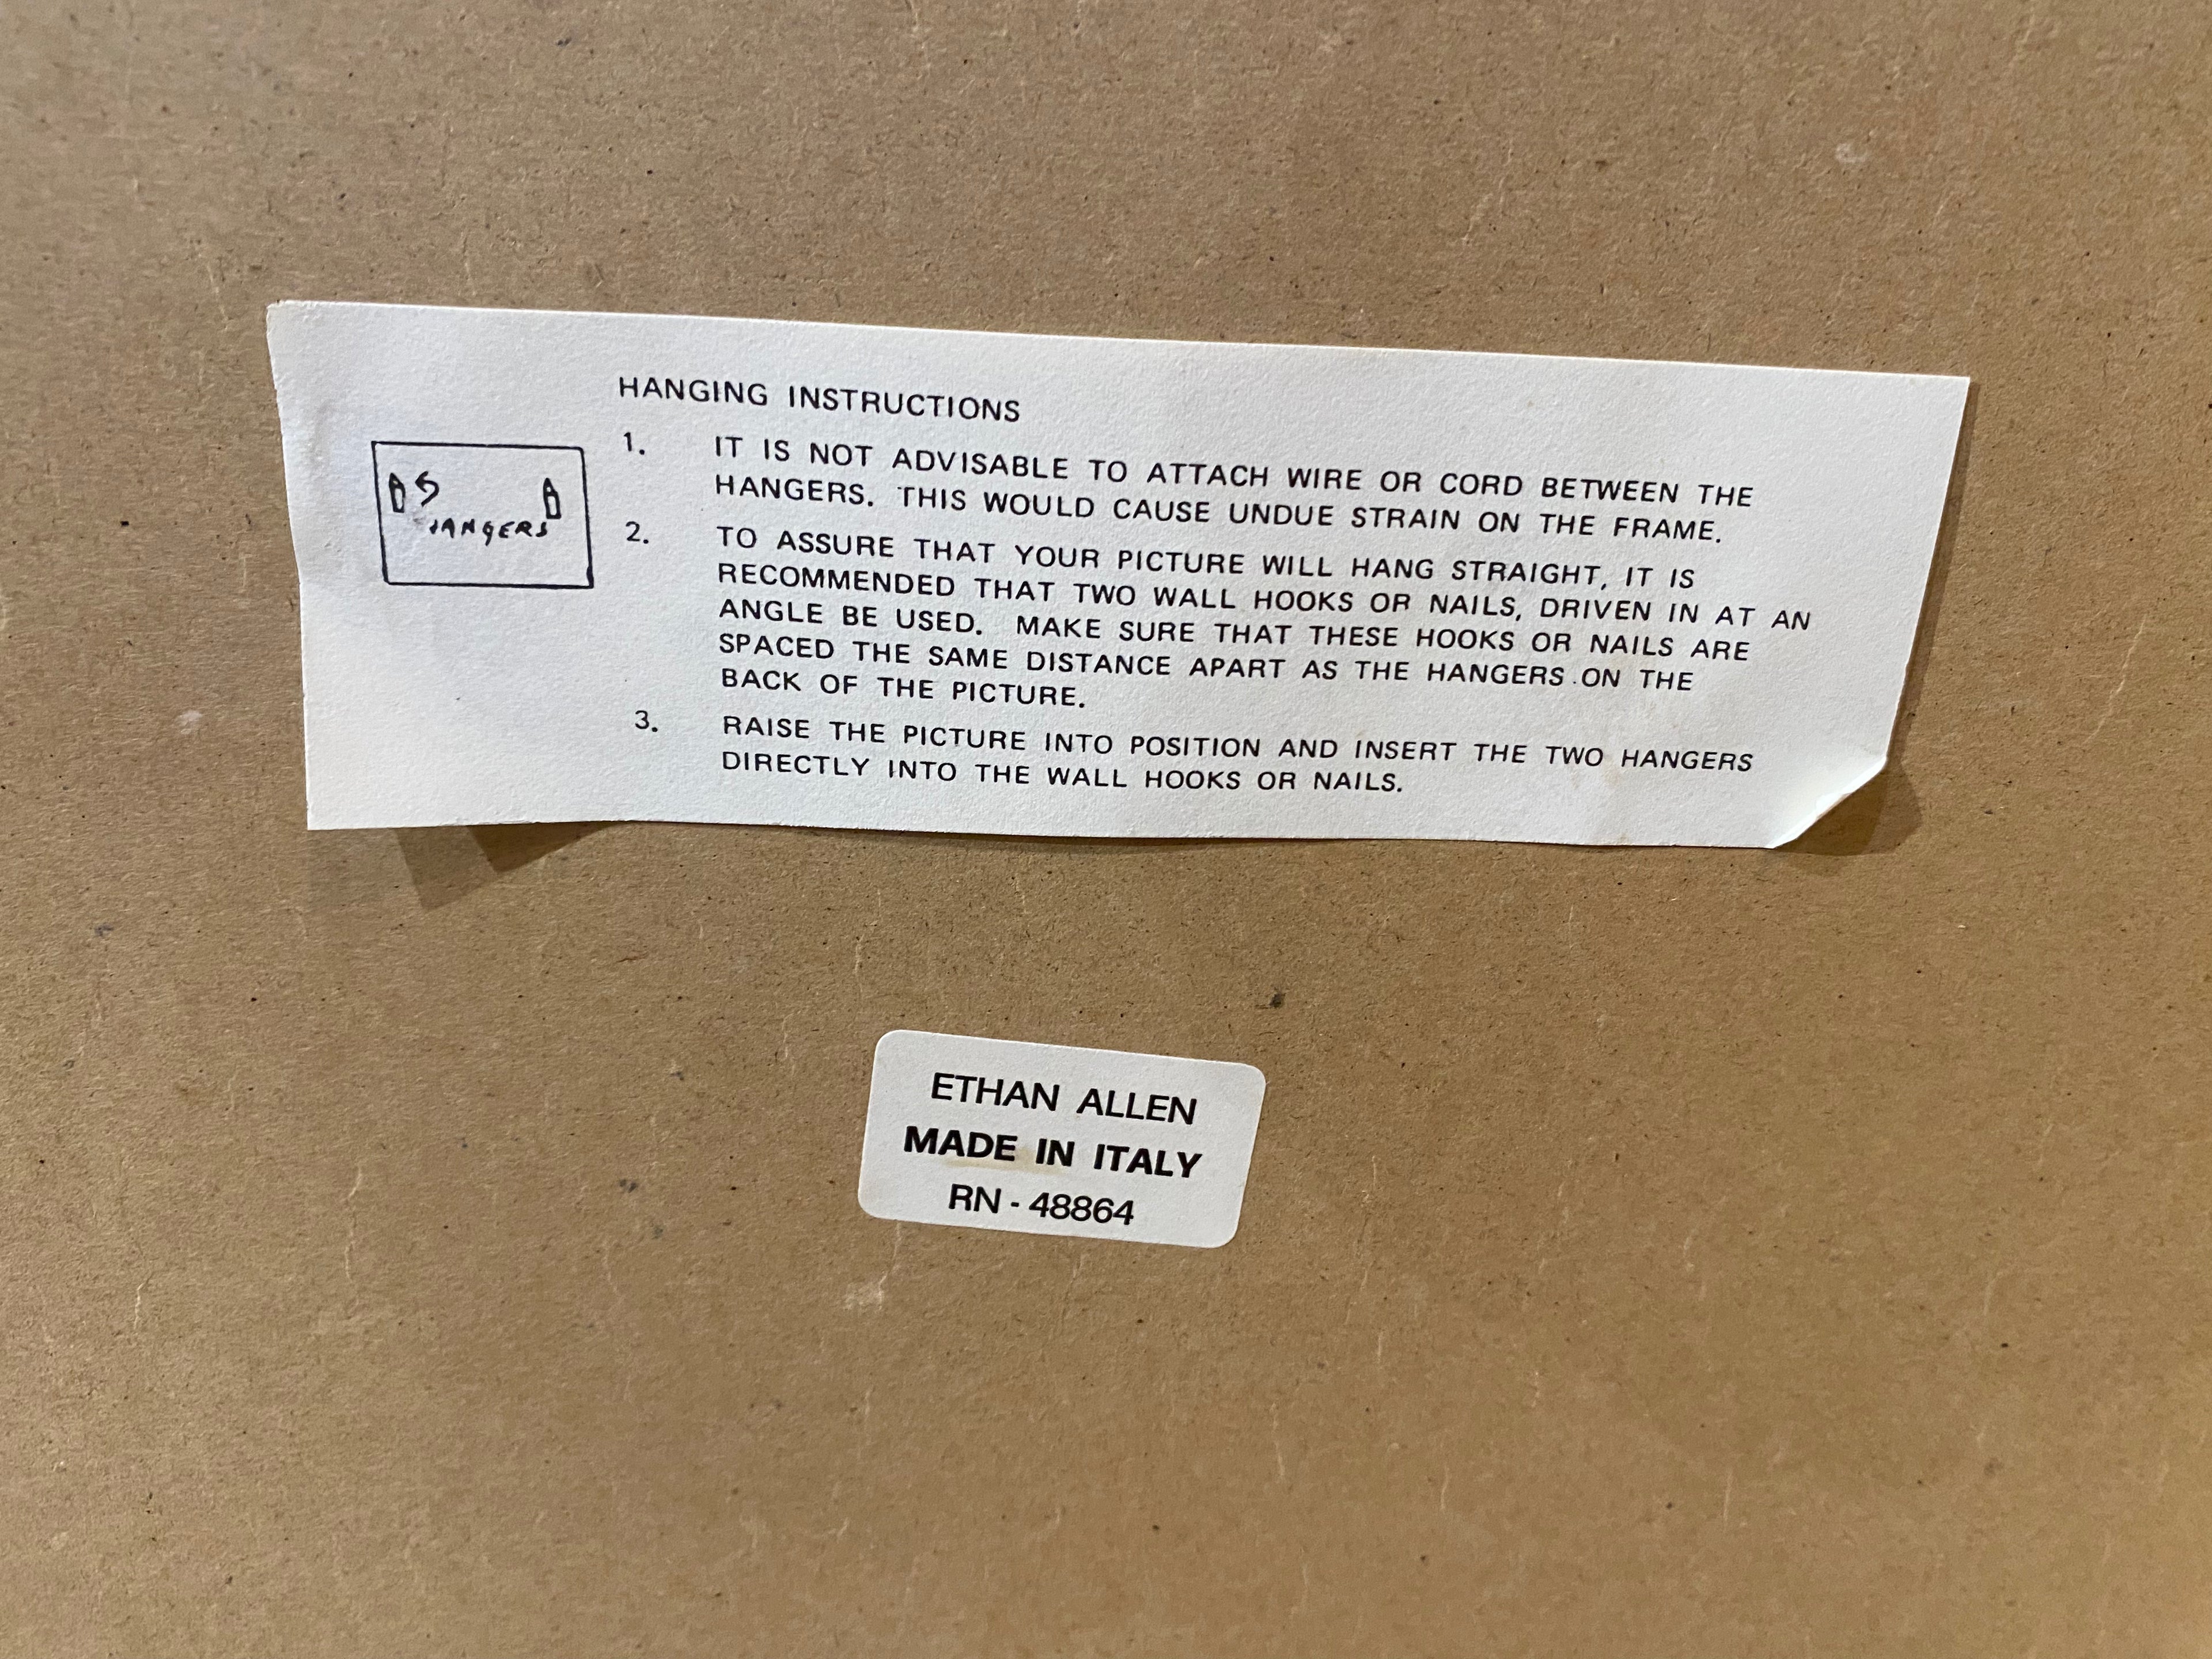 HANGING INSTRUCTIONS
HANGERS
1. IT IS NOT ADVISABLE TO ATTACH WIRE OR CORD BETWEEN THE
HANGERS. THIS WOULD CAUSE UNDUE STRAIN ON THE FRAME.
2. TO ASSURE THAT YOUR PICTURE WILL HANG STRAIGHT, IT IS
RECOMMENDED THAT TWO WALL HOOKS OR NAILS, DRIVEN IN AT AN
ANGLE BE USED. MAKE SURE THAT THESE HOOKS OR NAILS ARE
SPACED THE SAME DISTANCE APART AS THE HANGERS ON THE
BACK OF THE PICTURE.
3. RAISE THE PICTURE INTO POSITION AND INSERT THE TWO HANGERS
DIRECTLY INTO THE WALL HOOKS OR NAILS.
ETHAN ALLEN
MADE IN ITALY
RN - 48864